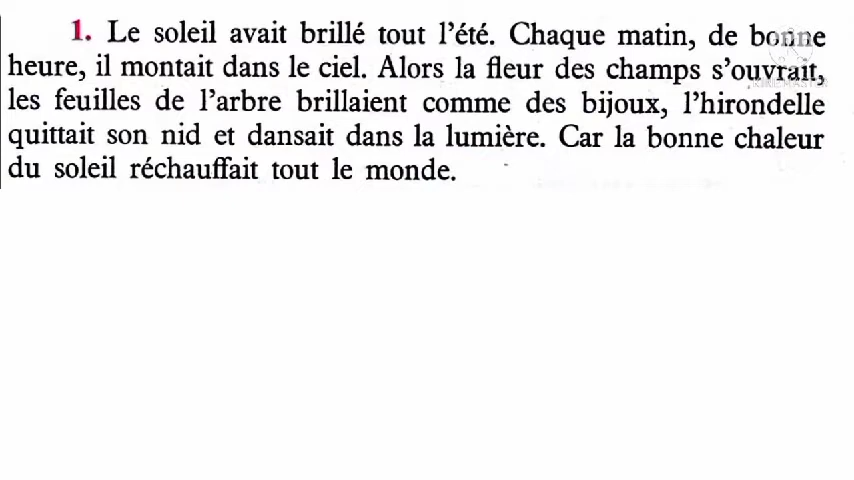 1. Le soleil avait brillé tout l'été. Chaque matin, de bonne
heure, il montait dans le ciel. Alors la fleur des champs s'ouvrait,
les feuilles de l'arbre brillaient comme des bijoux, l'hirondelle
quittait son nid et dansait dans la lumière. Car la bonne chaleur
du soleil réchauffait tout le monde.
KINEMASTER